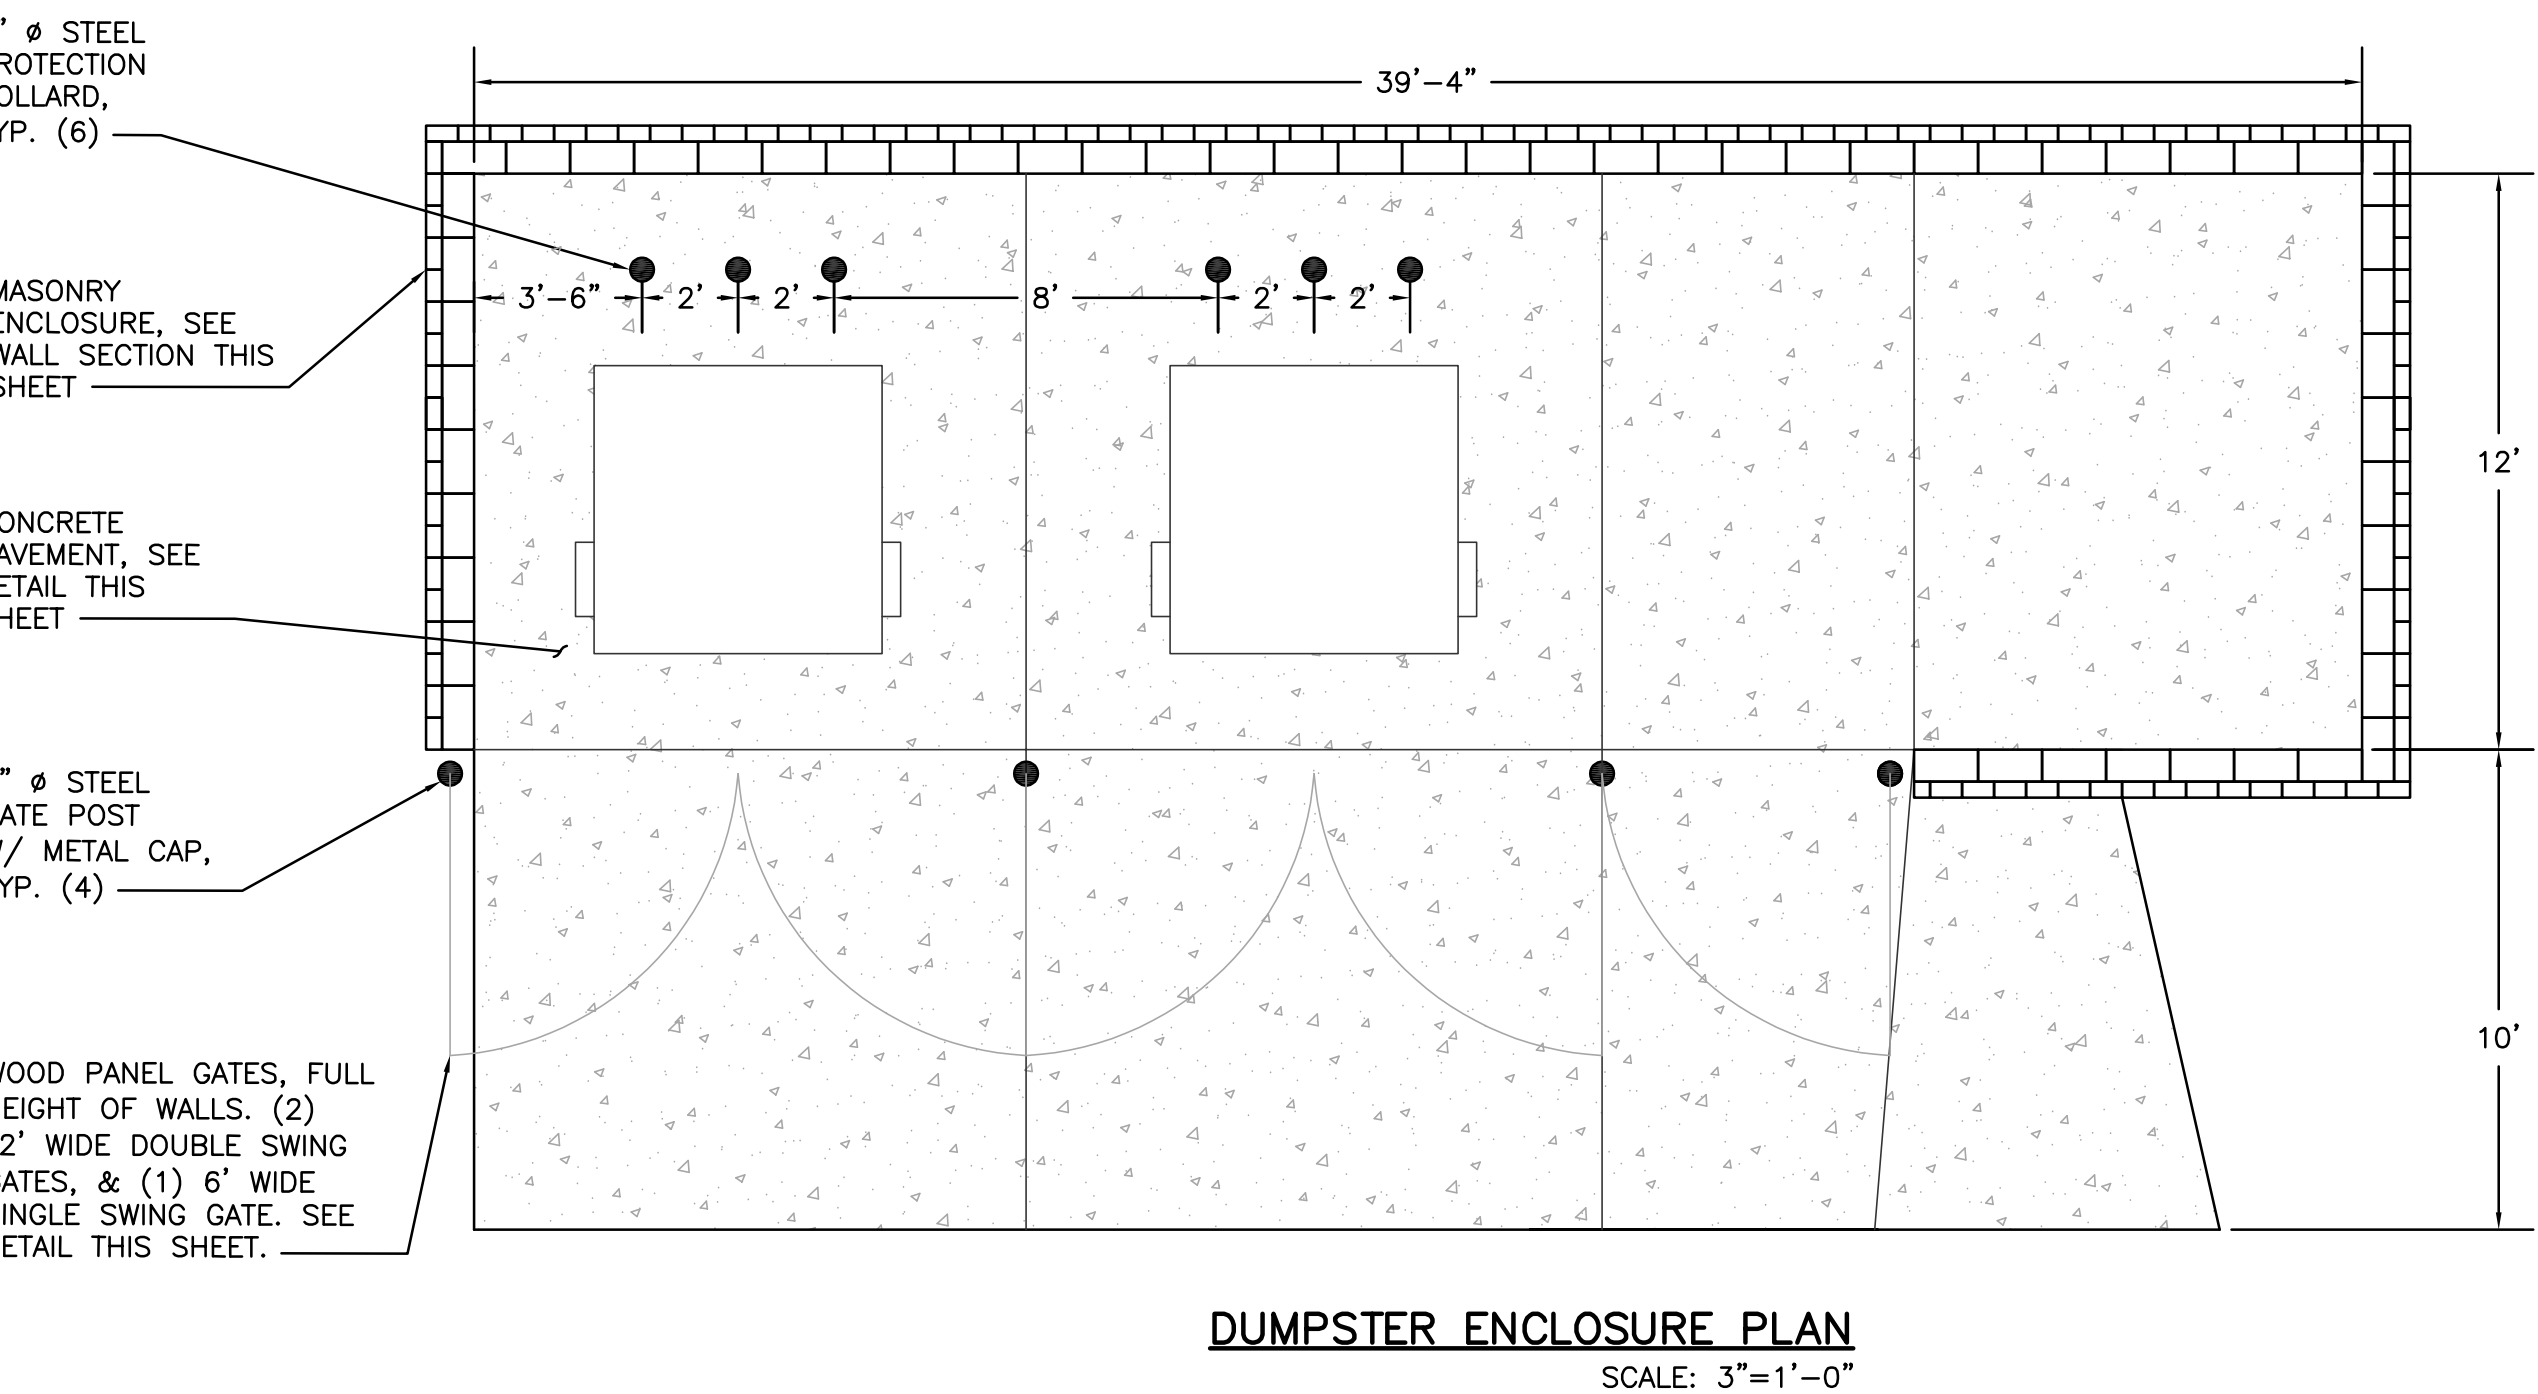 ' ø STEEL
ROTECTION
OLLARD,
YP. (6)
39'-4"
3'-6" 2' 2' 8' 2' 2'
MASONRY
ENCLOSURE, SEE
WALL SECTION THIS
SHEET
12'
ONCRETE
AVEMENT, SEE
ETAIL THIS
HEET
" ø STEEL
ATE POST
W/ METAL CAP,
YP. (4)
10'
WOOD PANEL GATES, FULL
EIGHT OF WALLS. (2)
2' WIDE DOUBLE SWING
GATES, & (1) 6' WIDE
INGLE SWING GATE. SEE
ETAIL THIS SHEET.
DUMPSTER ENCLOSURE PLAN
SCALE: 3"=1'-0"